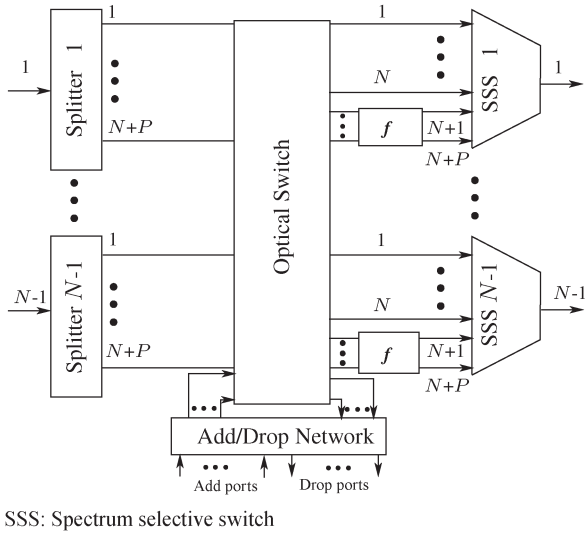 1
Splitter 1
1
N+P
Optical Switch
1
N
f
N+1
N+P
SSS 1
1
N-1
Splitter N-1
1
N+P
1
N
f
N+1
N+P
SSS N-1
N-1
Add/Drop Network
Add ports
Drop ports
SSS: Spectrum selective switch